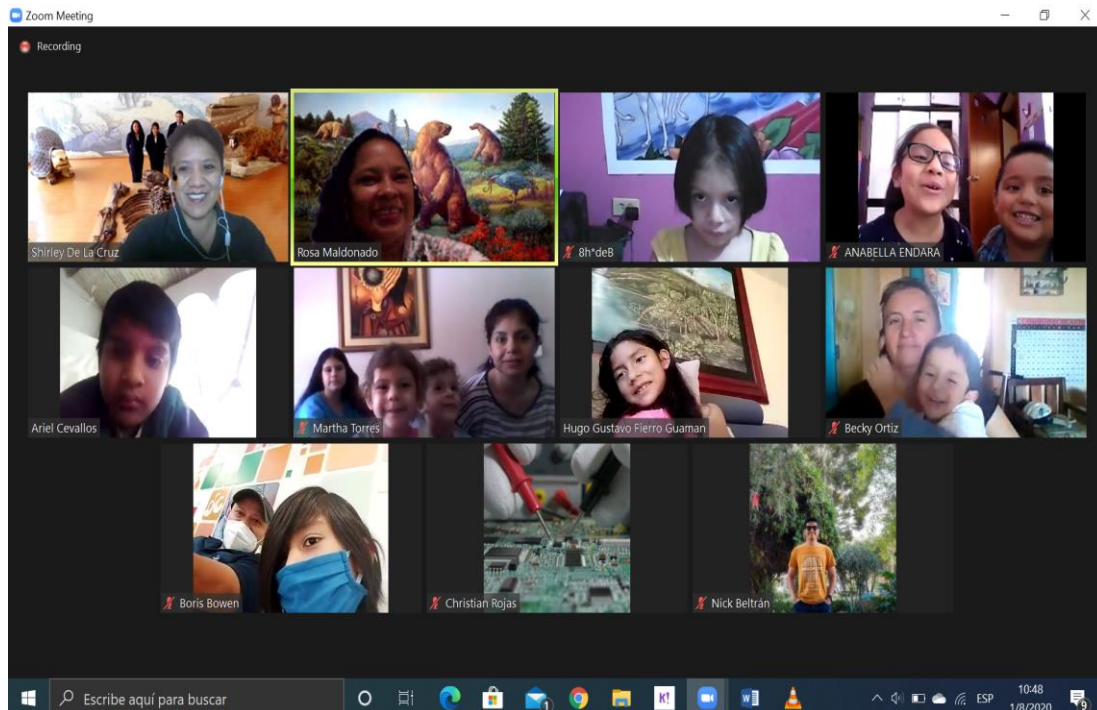 Zoom Meeting
Recording
Shirley De La Cruz
Rosa Maldonado
8h*deB
ANABELLA ENDARA
Ariel Cevallos
Martha Torres
Hugo Gustavo Fierro Guaman
Becky Ortiz
Boris Bowen
Christian Rojas
Nick Beltrán
Escribe aquí para buscar
1
K!
W
ESP
10:48
1/8/2020
9